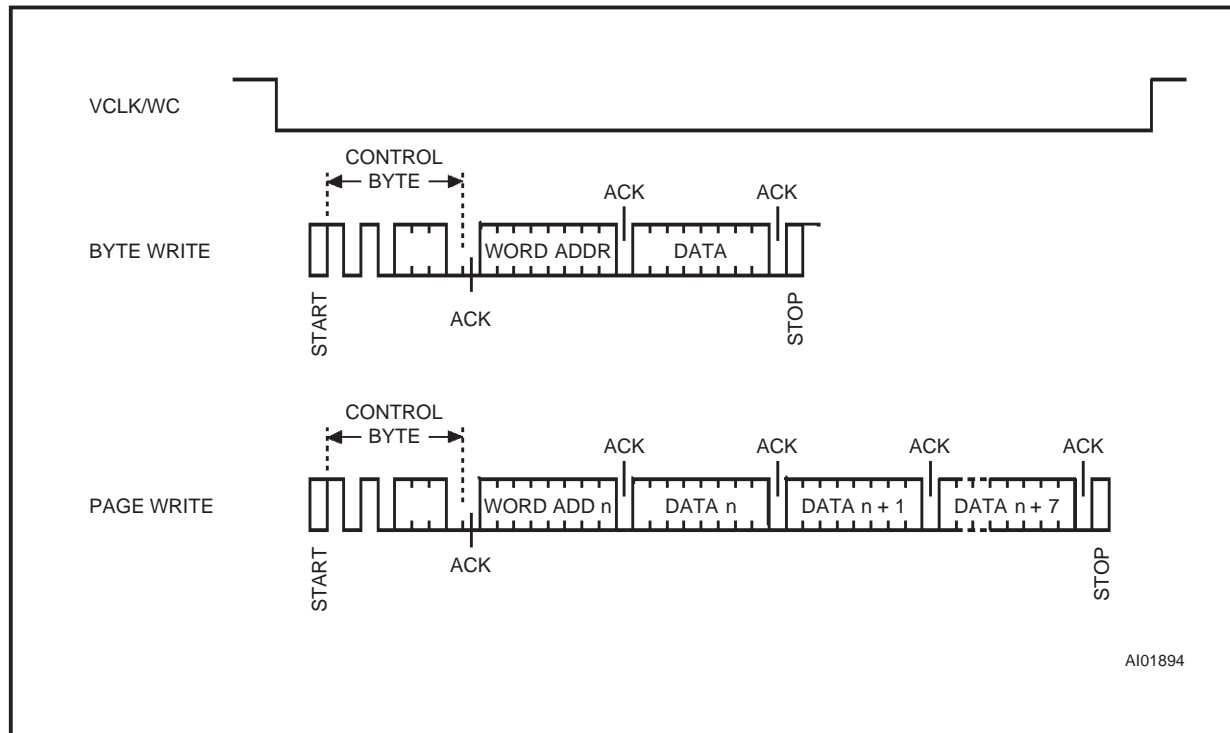 VCLK/WC
CONTROL
BYTE
ACK
ACK
BYTE WRITE
WORD ADDR
DATA
START
ACK
STOP
CONTROL
BYTE
ACK
ACK
ACK
ACK
PAGE WRITE
WORD ADD n
DATA n
DATA n + 1
DATA n + 7
START
ACK
STOP
AI01894